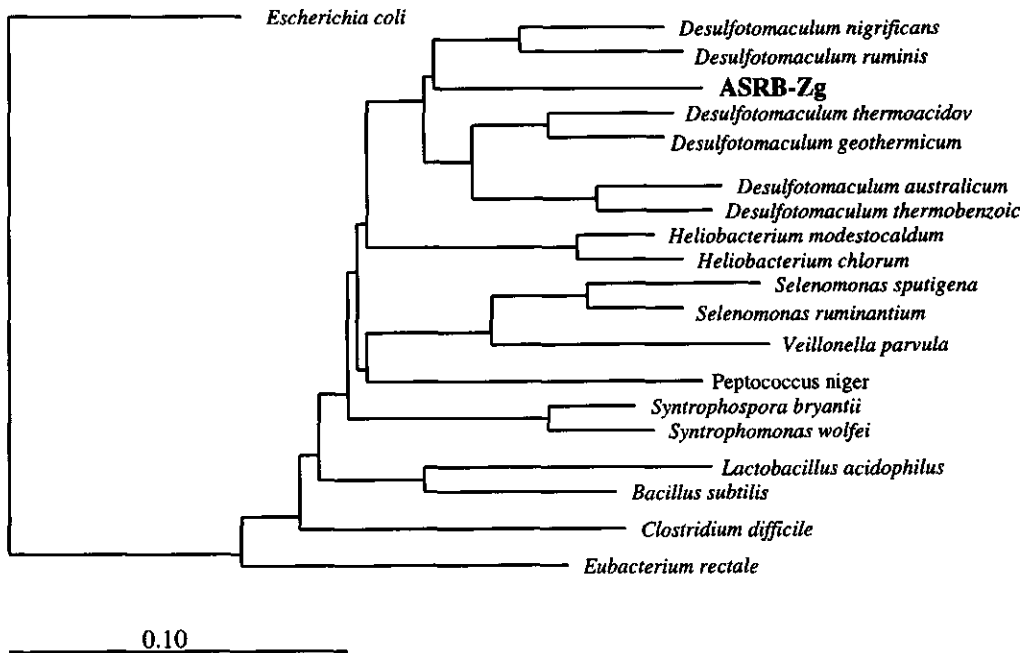 Escherichia coli
Desulfotomaculum nigrificans
Desulfotomaculum ruminis
ASRB-Zg
Desulfotomaculum thermoacidov
Desulfotomaculum geothermicum
Desulfotomaculum australicum
Desulfotomaculum thermobenzoic
Heliobacterium modestocaldum
Heliobacterium chlorum
Selenomonas sputigena
Selenomonas ruminantium
Veillonella parvula
Peptococcus niger
Syntrophospora bryantii
Syntrophomonas wolfei
Lactobacillus acidophilus
Bacillus subtilis
Clostridium difficile
Eubacterium rectale
0.10